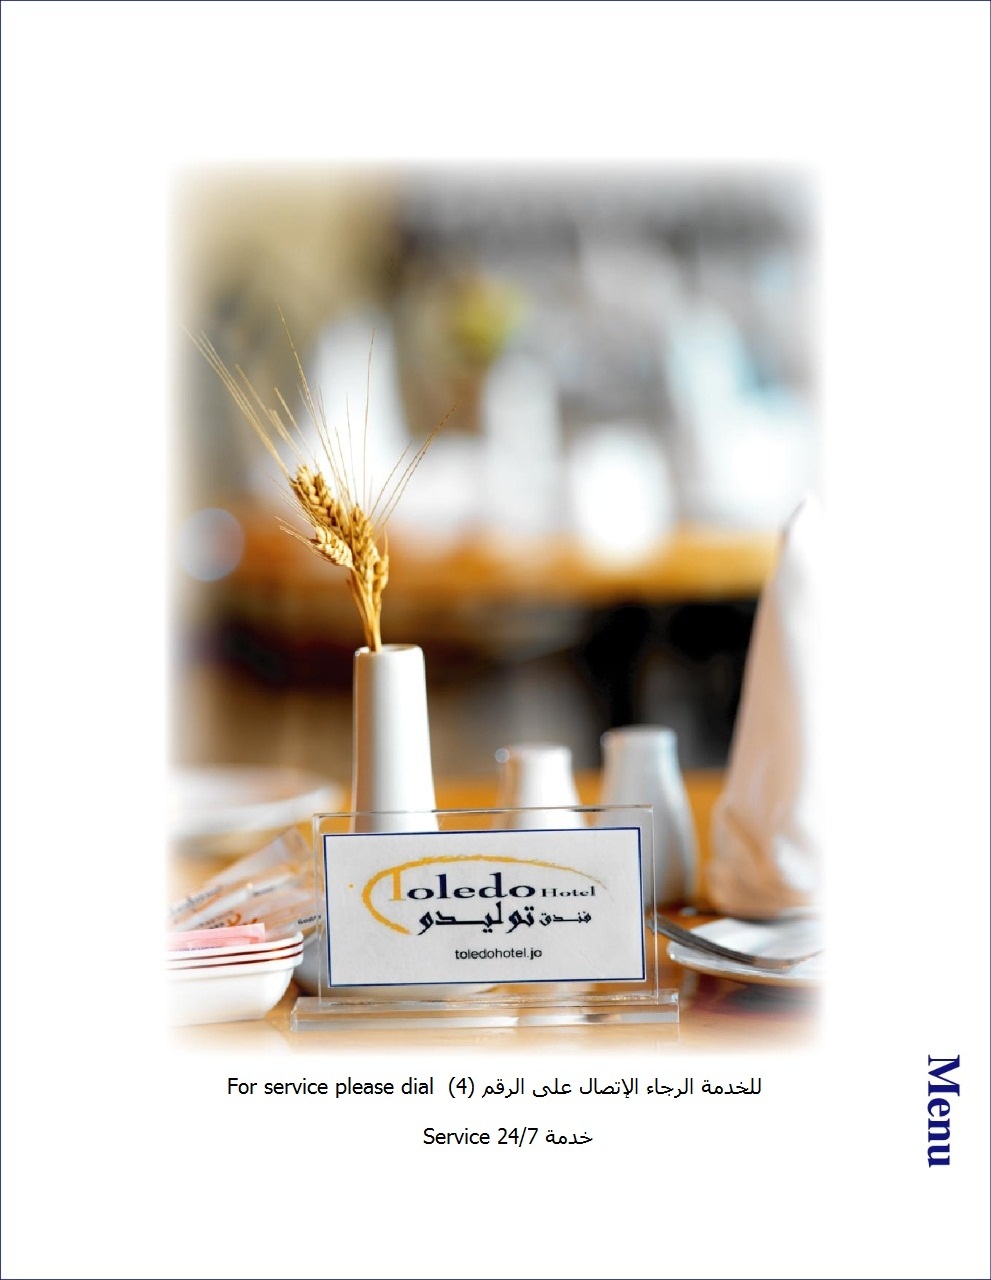 Toledo Hotel
فندق توليدو
toledohotel.jo
For service please dial (4) للخدمة الرجاء الإتصال على الرقم
Service 24/7 خدمة
Menu